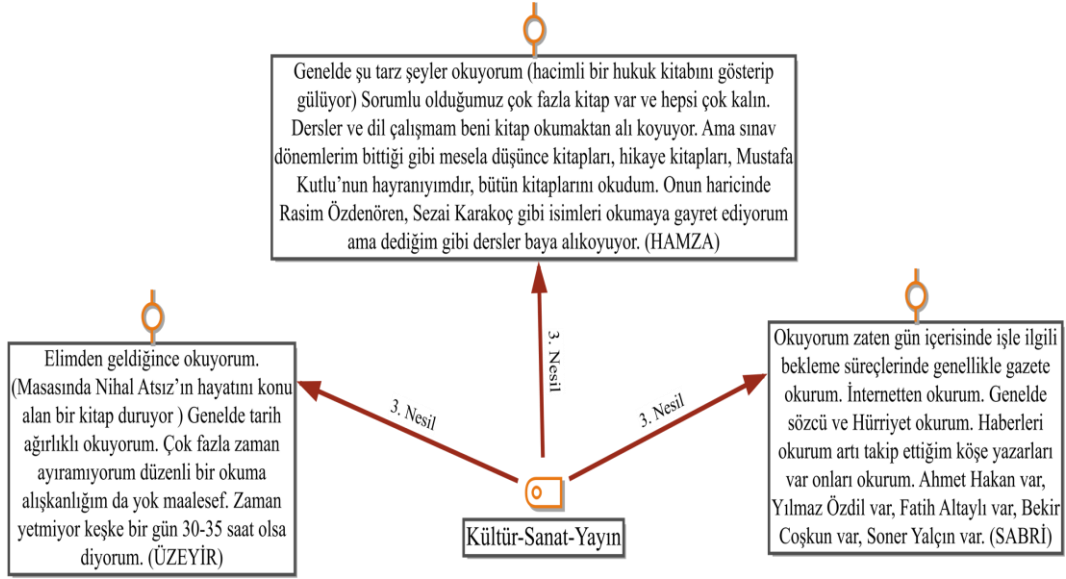 Genelde şu tarz şeyler okuyorum (hacimli bir hukuk kitabını gösterip
gülüyor) Sorumlu olduğumuz çok fazla kitap var ve hepsi çok kalın.
Dersler ve dil çalışmam beni kitap okumaktan alı koyuyor. Ama sınav
dönemlerim bittiği gibi mesela düşünce kitapları, hikaye kitapları, Mustafa
Kutlu’nun hayranıyımdır, bütün kitaplarını okudum. Onun haricinde
Rasim Özdenören, Sezai Karakoç gibi isimleri okumaya gayret ediyorum
ama dediğim gibi dersler baya alıkoyuyor. (HAMZA)
3. Nesil
Elimden geldiğince okuyorum.
(Masasında Nihal Atsız’ın hayatını konu
alan bir kitap duruyor ) Genelde tarih
ağırlıklı okuyorum. Çok fazla zaman
ayıramıyorum düzenli bir okuma
alışkanlığım da yok maalesef. Zaman
yetmiyor keşke bir gün 30-35 saat olsa
diyorum. (ÜZEYİR)
3. Nesil
3. Nesil
Okuyorum zaten gün içerisinde işle ilgili
bekleme süreçlerinde genellikle gazete
okurum. İnternetten okurum. Genelde
sözcü ve Hürriyet okurum. Haberleri
okurum artı takip ettiğim köşe yazarları
var onları okurum. Ahmet Hakan var,
Yılmaz Özdil var, Fatih Altaylı var, Bekir
Coşkun var, Soner Yalçın var. (SABRİ)
Kültür-Sanat-Yayın